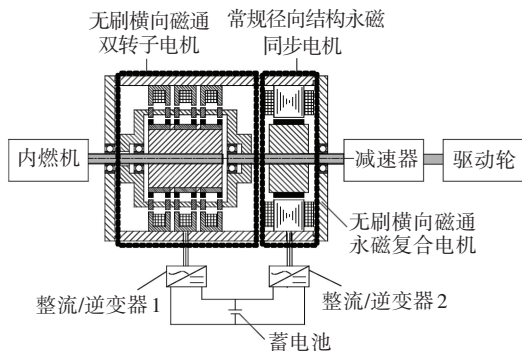 无刷横向磁通
双转子电机
常规径向结构永磁
同步电机
内燃机
减速器
驱动轮
无刷横向磁通
永磁复合电机
整流/逆变器1
整流/逆变器2
蓄电池